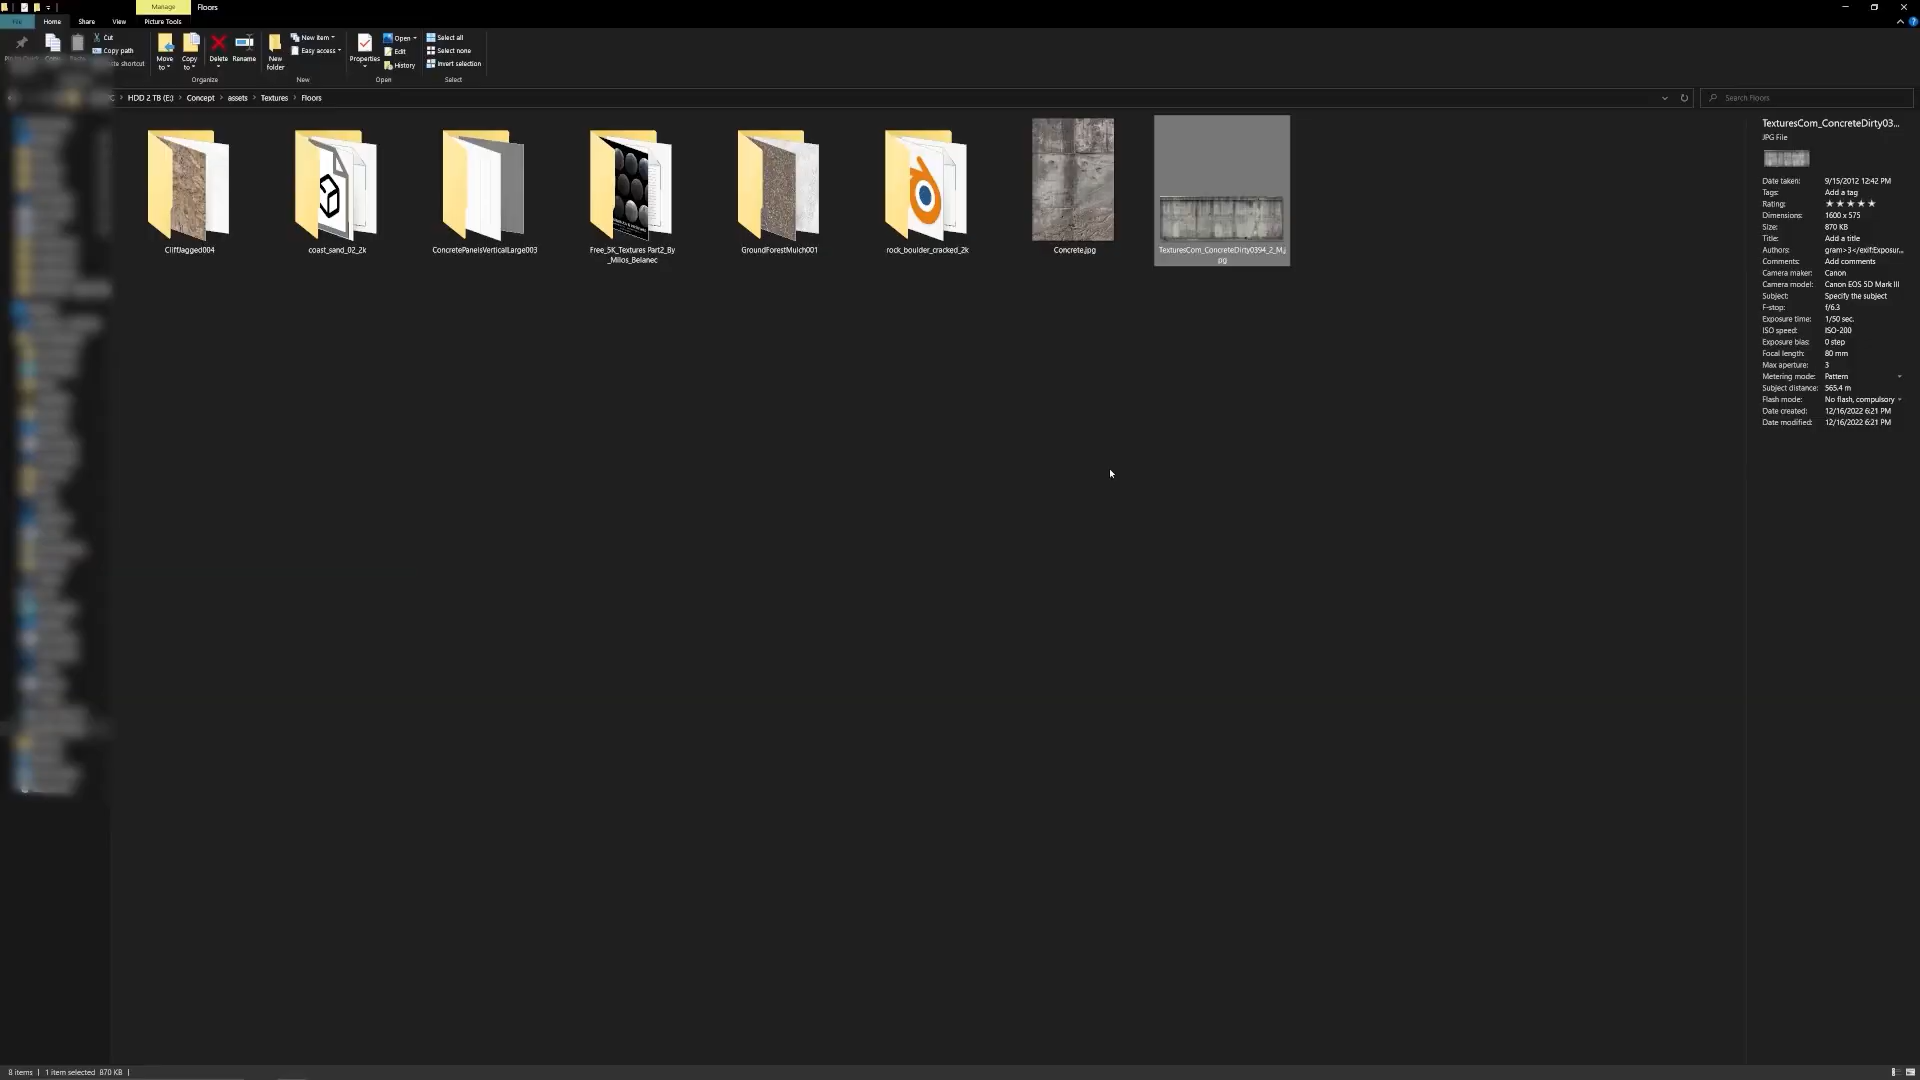 Manage
Floors
File
Home
Share
View
Picture Tools
Cut
Copy path
shortcut
Move to
Copy to
Delete
Rename
New folder
New item
Easy access
Properties
Open
Edit
History
Select all
Select none
Invert selection
Organize
New
Open
Select
HDD 2 TB (E:) > Concept > assets > Textures > Floors
Search Floors
CliffJagged004
coast_sand_02_2k
ConcretePanelsVerticalLarge003
Free_5K_Textures Part2_By
_Milos_Belanec
GroundForestMulch001
rock_boulder_cracked_2k
Concrete.jpg
TexturesCom_ConcreteDirty0394_2_M.j
pg
TexturesCom_ConcreteDirty03...
JPG File
Date taken: 9/15/2012 12:42 PM
Tags: Add a tag
Rating: ★★★★★
Dimensions: 1600 x 575
Size: 870 KB
Title: Add a title
Authors: gram>3</exif:Exposur...
Comments: Add comments
Camera maker: Canon
Camera model: Canon EOS 5D Mark III
Subject: Specify the subject
F-stop: f/6.3
Exposure time: 1/50 sec.
ISO speed: ISO-200
Exposure bias: 0 step
Focal length: 80 mm
Max aperture: 3
Metering mode: Pattern
Subject distance: 565.4 m
Flash mode: No flash, compulsory
Date created: 12/16/2022 6:21 PM
Date modified: 12/16/2022 6:21 PM
8 items | 1 item selected 870 KB |